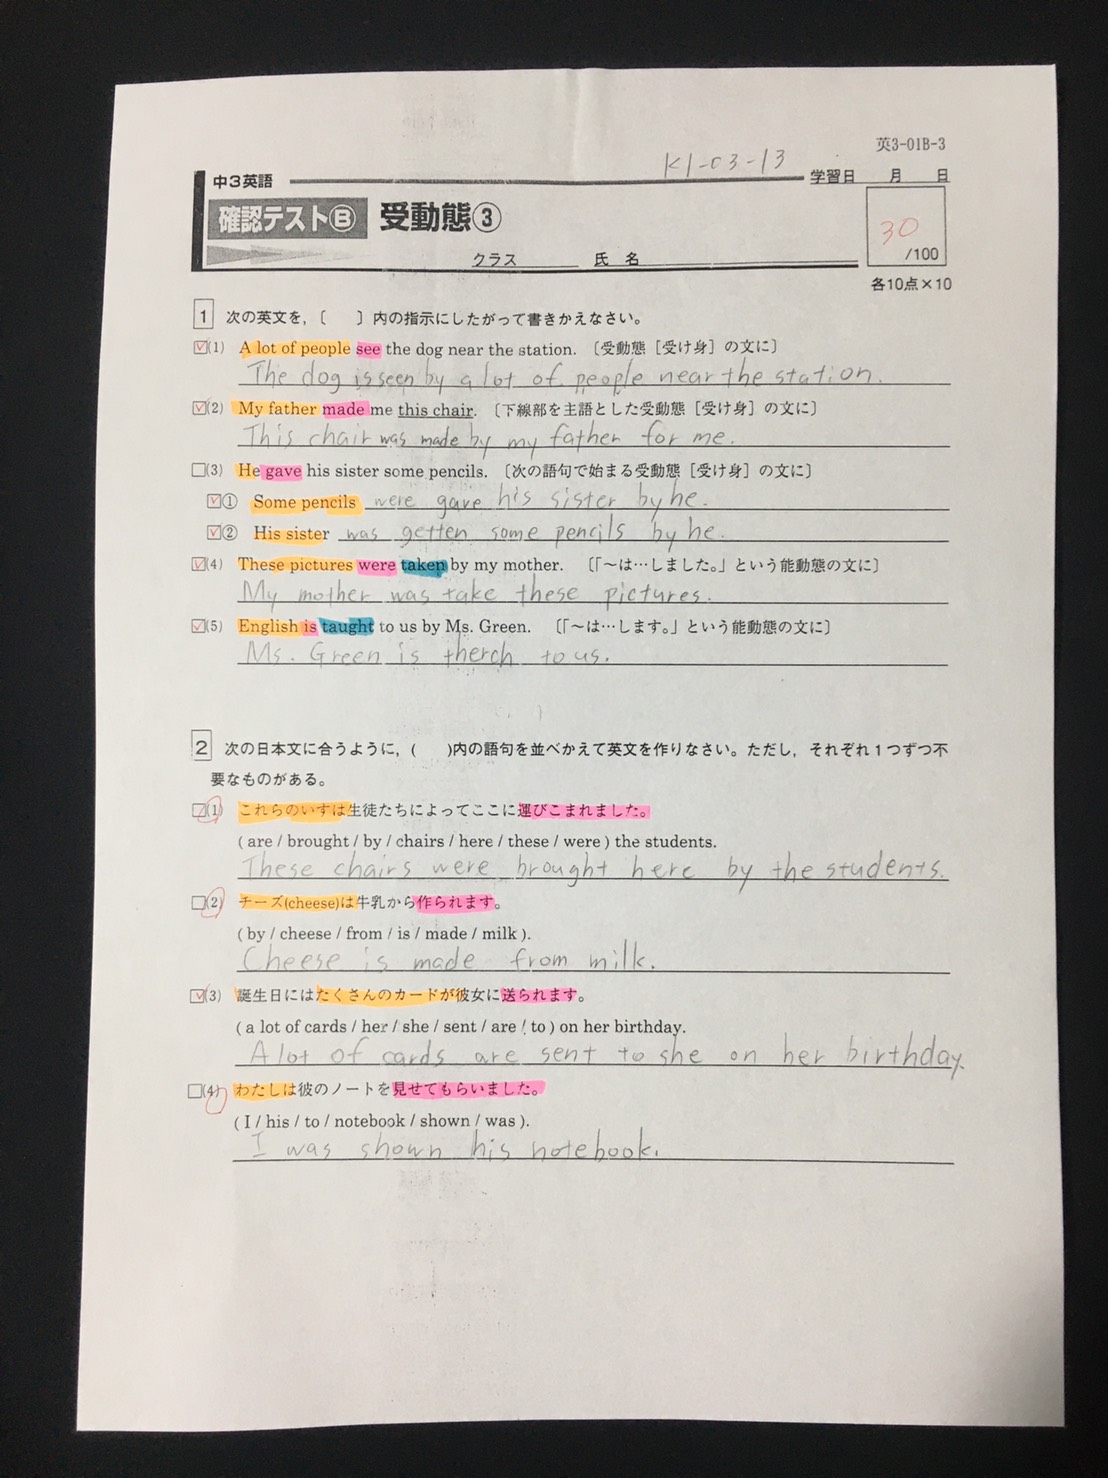 英3-01B-3
K1-03-13
中3英語
学習日 月 日
確認テストⒷ 受動態③
30
/100
クラス 氏名
各10点×10
1 次の英文を,〔 〕内の指示にしたがって書きかえなさい。
(1) A lot of people see the dog near the station. 〔受動態［受け身］の文に〕
The dog is seen by a lot of people near the station.
(2) My father made me this chair. 〔下線部を主語とした受動態［受け身］の文に〕
This chair was made by my father for me.
(3) He gave his sister some pencils. 〔次の語句で始まる受動態［受け身］の文に〕
① Some pencils were gave his sister by he.
② His sister was getten some pencils by he.
(4) These pictures were taken by my mother. 〔「〜は…しました。」という能動態の文に〕
My mother was take these pictures.
(5) English is taught to us by Ms. Green. 〔「〜は…します。」という能動態の文に〕
Ms. Green is therch to us.
2 次の日本文に合うように,( )内の語句を並べかえて英文を作りなさい。ただし,それぞれ1つずつ不
要なものがある。
(1) これらのいすは生徒たちによってここに運びこまれました。
( are / brought / by / chairs / here / these / were ) the students.
These chairs were brought here by the students.
(2) チーズ(cheese)は牛乳から作られます。
( by / cheese / from / is / made / milk ).
Cheese is made from milk.
(3) 誕生日にはたくさんのカードが彼女に送られます。
( a lot of cards / her / she / sent / are / to ) on her birthday.
A lot of cards are sent to she on her birthday.
(4) わたしは彼のノートを見せてもらいました。
( I / his / to / notebook / shown / was ).
I was shown his notebook.